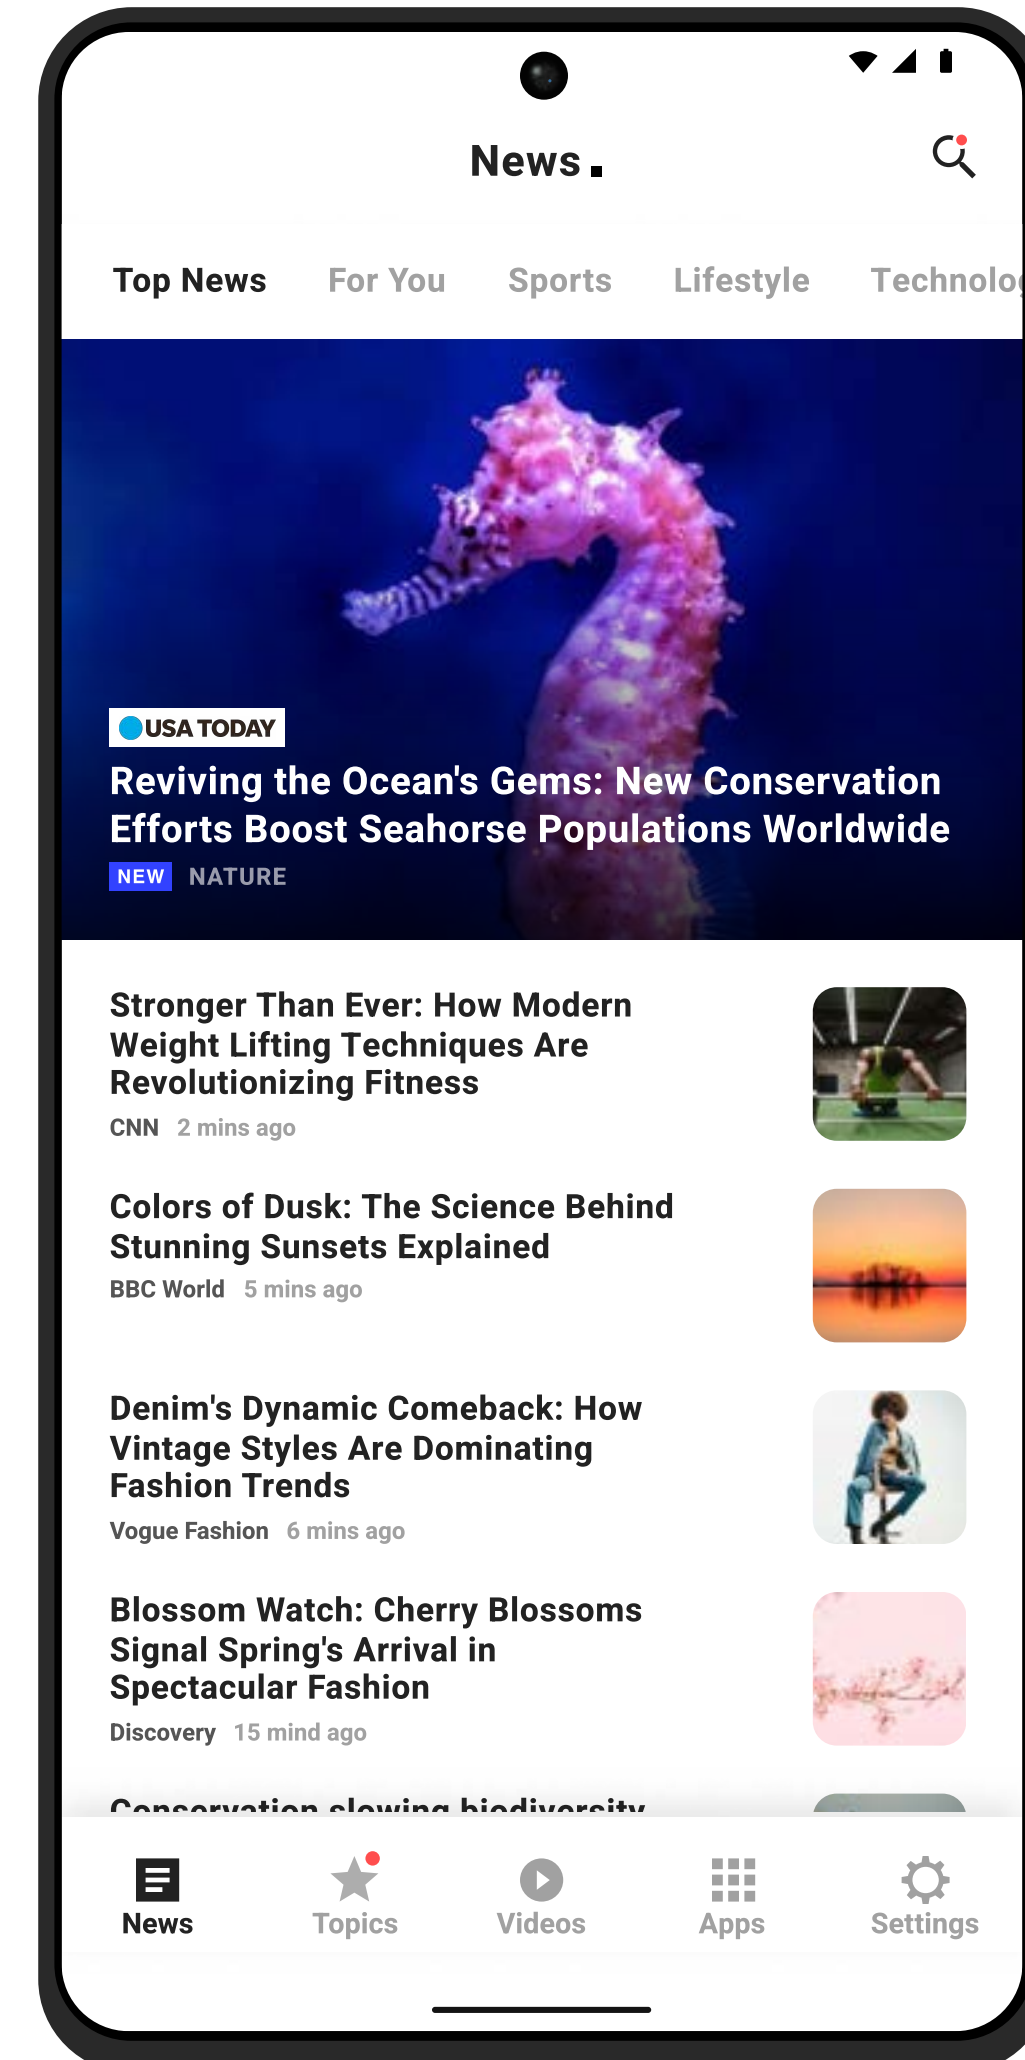 News.
Top News For You Sports Lifestyle Technolog
USA TODAY
Reviving the Ocean's Gems: New Conservation
Efforts Boost Seahorse Populations Worldwide
NEW NATURE
Stronger Than Ever: How Modern
Weight Lifting Techniques Are
Revolutionizing Fitness
CNN 2 mins ago
Colors of Dusk: The Science Behind
Stunning Sunsets Explained
BBC World 5 mins ago
Denim's Dynamic Comeback: How
Vintage Styles Are Dominating
Fashion Trends
Vogue Fashion 6 mins ago
Blossom Watch: Cherry Blossoms
Signal Spring's Arrival in
Spectacular Fashion
Discovery 15 mind ago
Conservation slowing biodiversity
News Topics Videos Apps Settings